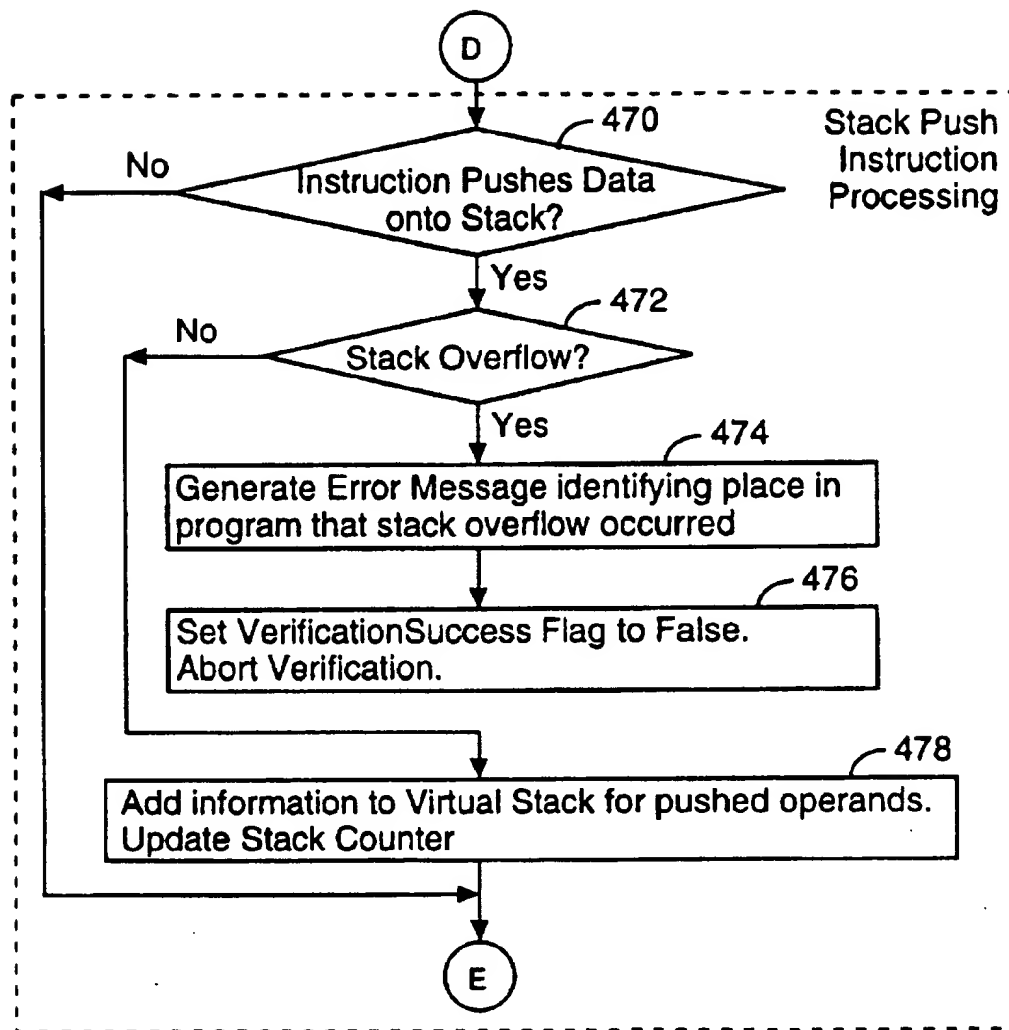 D
470
Stack Push
Instruction
Processing
No
Instruction Pushes Data
onto Stack?
Yes
472
No
Stack Overflow?
Yes
474
Generate Error Message identifying place in
program that stack overflow occurred
476
Set VerificationSuccess Flag to False.
Abort Verification.
478
Add information to Virtual Stack for pushed operands.
Update Stack Counter
E